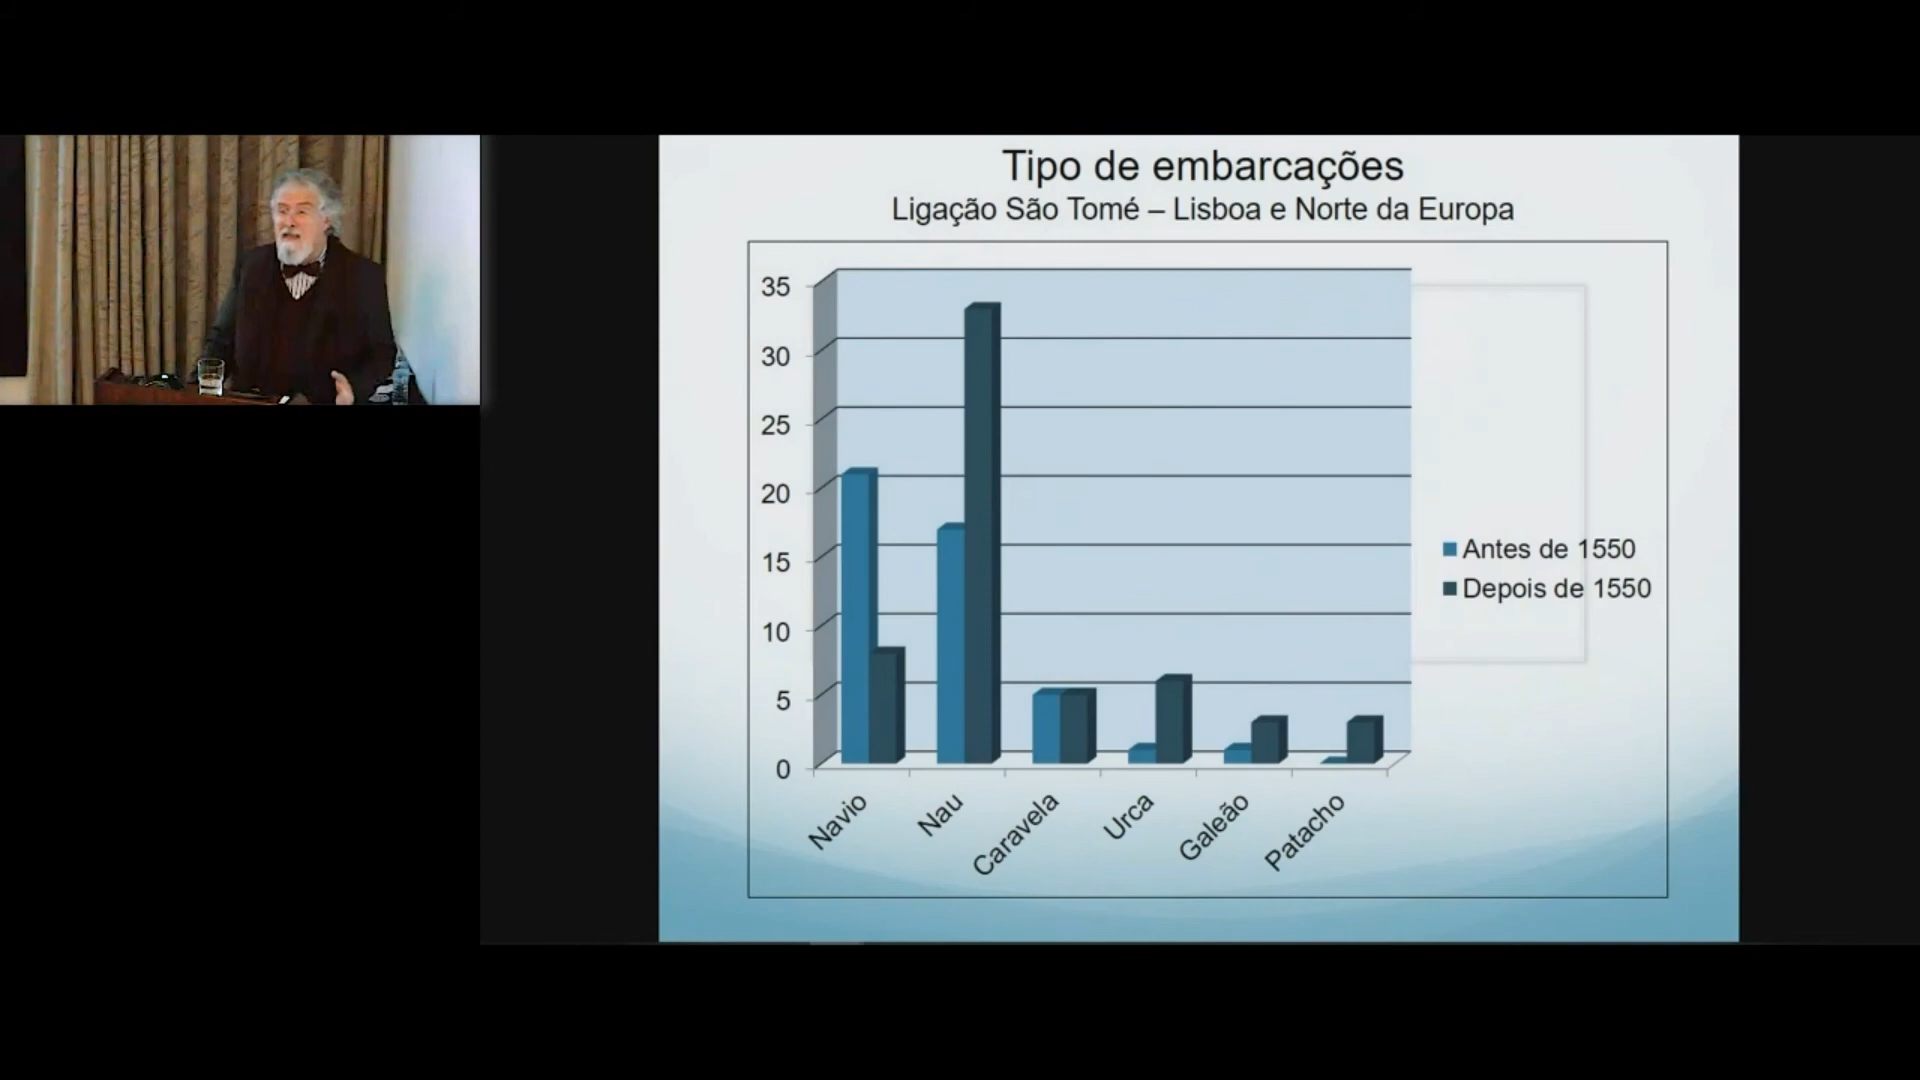 Tipo de embarcações
Ligação São Tomé – Lisboa e Norte da Europa
35
30
25
20
15
10
5
0
Navio
Nau
Caravela
Urca
Galeão
Patacho
Antes de 1550
Depois de 1550